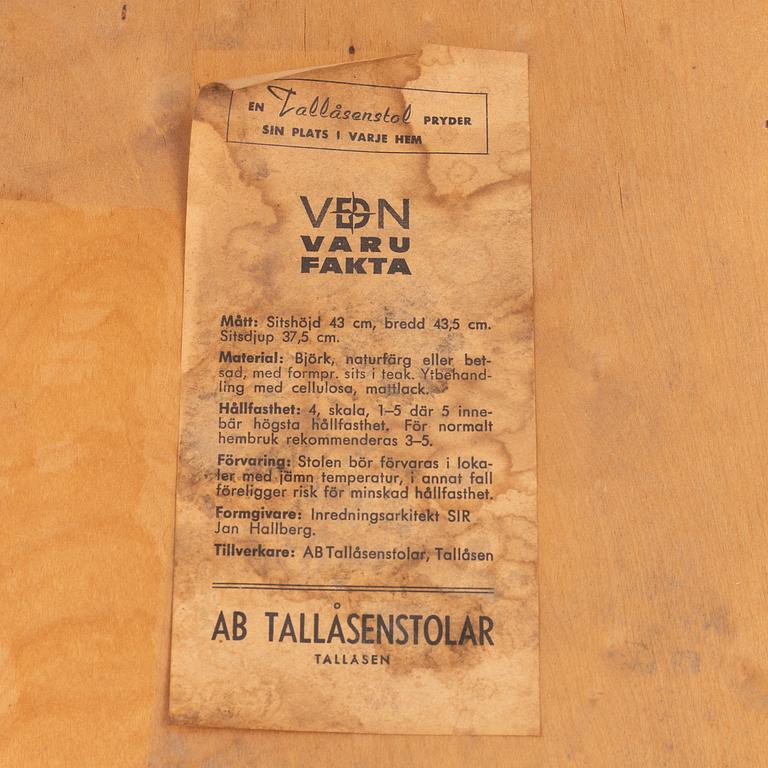 EN Tallåsenstol PRYDER
SIN PLATS I VARJE HEM
VDN
VARU
FAKTA
Mått: Sitshöjd 43 cm, bredd 43,5 cm.
Sitsdjup 37,5 cm.
Material: Björk, naturfärg eller bet-
sad, med formpr. sits i teak. Ytbehand-
ling med cellulosa, mattlack.
Hållfasthet: 4, skala, 1–5 där 5 inne-
bär högsta hållfasthet. För normalt
hembruk rekommenderas 3–5.
Förvaring: Stolen bör förvaras i loka-
ler med jämn temperatur, i annat fall
föreligger risk för minskad hållfasthet.
Formgivare: Inredningsarkitekt SIR
Jan Hallberg.
Tillverkare: AB Tallåsenstolar, Tallåsen
AB TALLÅSENSTOLAR
TALLÅSEN